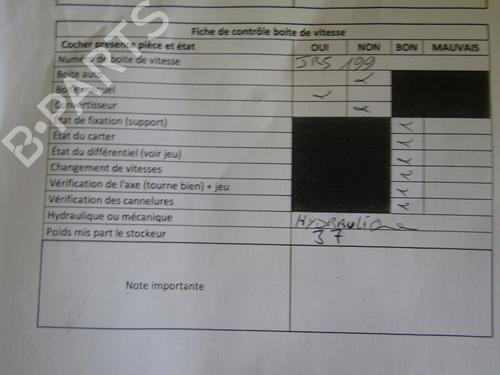 Fiche de contrôle boite de vitesse
Cocher presence pièce et état OUI NON BON MAUVAIS
Numéro de boite de vitesse JR5 199
Boite auto
Boite manuel
Convertisseur
État de fixation (support)
État du carter
État du différentiel (voir jeu)
Changement de vitesses
Vérification de l'axe (tourne bien) + jeu
Vérification des cannelures
Hydraulique ou mécanique HYDRAULIQUE
Poids mis part le stockeur 37
Note importante
B-PARTS